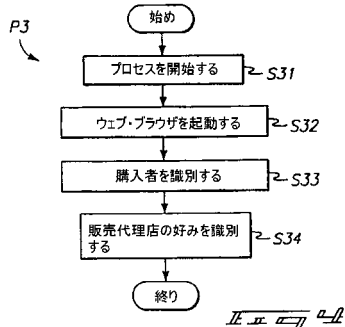 P3
始め
プロセスを開始する
S31
ウェブ・ブラウザを起動する
S32
購入者を識別する
S33
販売代理店の好みを識別
する
S34
終り